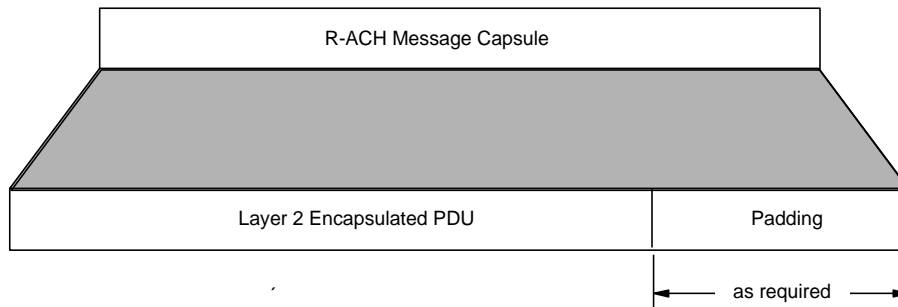 R-ACH Message Capsule
Layer 2 Encapsulated PDU
Padding
as required